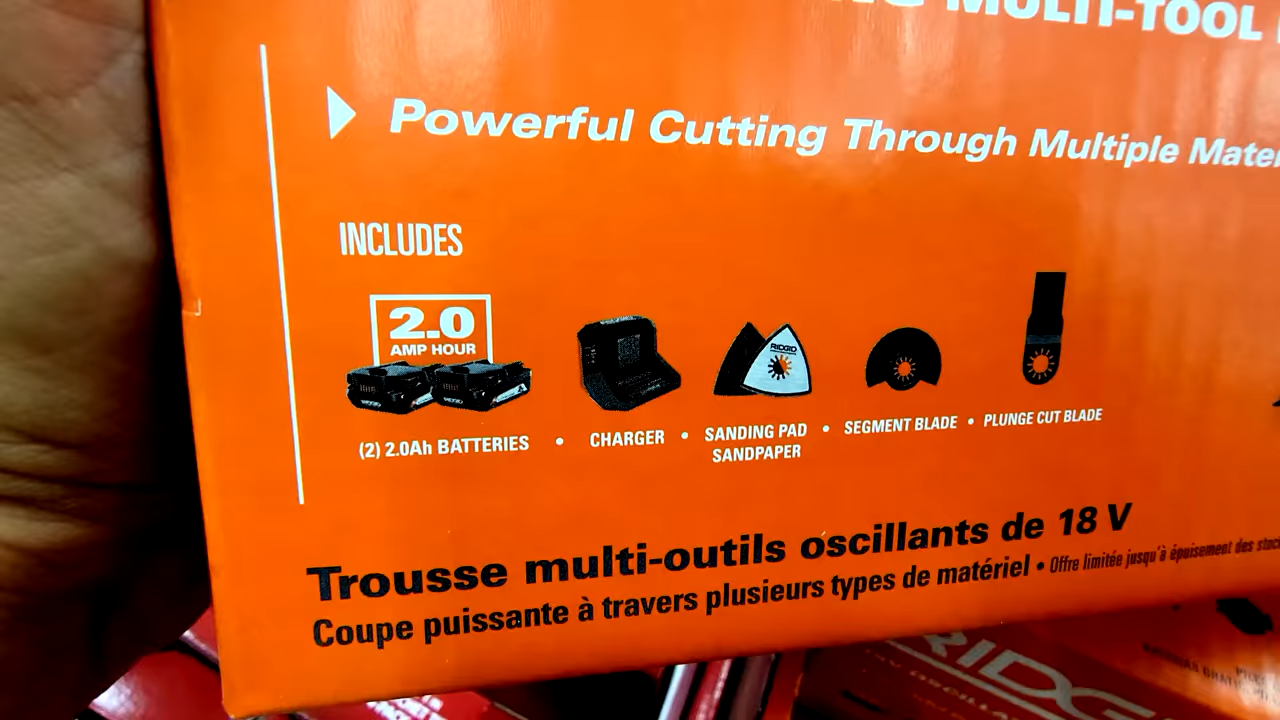 MULTI-TOOL
Powerful Cutting Through Multiple
INCLUDES
2.0
AMP HOUR
RIDGID
(2) 2.0Ah BATTERIES • CHARGER • SANDING PAD • SEGMENT BLADE • PLUNGE CUT BLADE
SANDPAPER
Trousse multi-outils oscillants de 18 V
Coupe puissante à travers plusieurs types de matériel • Offre limitée jusqu'à épuisement des